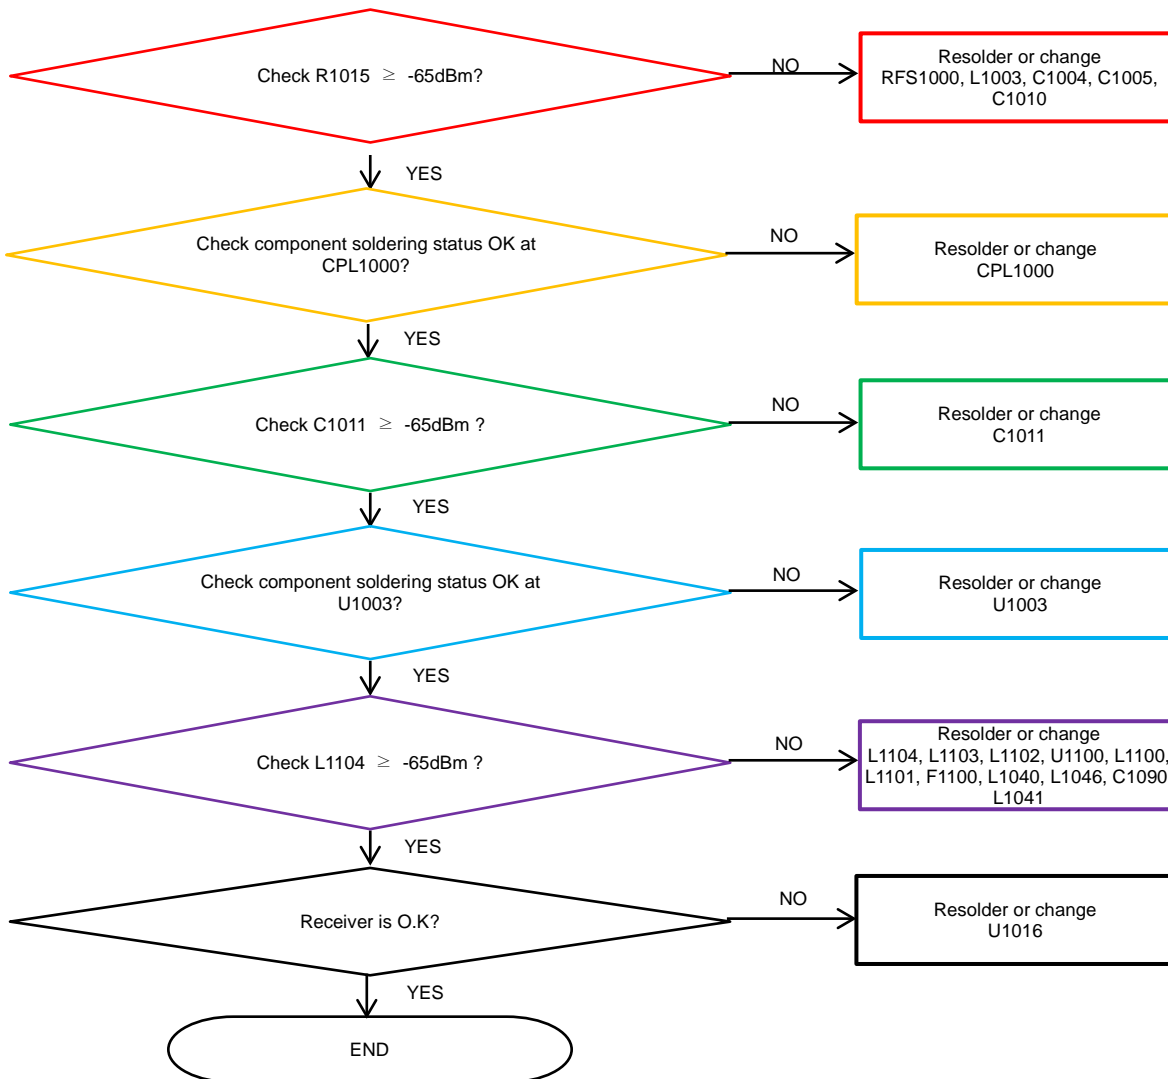 Check R1015 ≥ -65dBm?
NO
Resolder or change
RFS1000, L1003, C1004, C1005,
C1010
YES
Check component soldering status OK at
CPL1000?
NO
Resolder or change
CPL1000
YES
Check C1011 ≥ -65dBm ?
NO
Resolder or change
C1011
YES
Check component soldering status OK at
U1003?
NO
Resolder or change
U1003
YES
Check L1104 ≥ -65dBm ?
NO
Resolder or change
L1104, L1103, L1102, U1100, L1100,
L1101, F1100, L1040, L1046, C1090
L1041
YES
Receiver is O.K?
NO
Resolder or change
U1016
YES
END